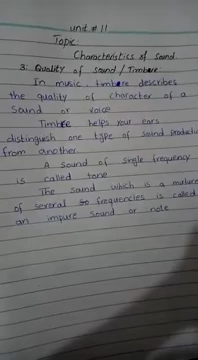 unit # 11
Topic:
Characteristics of Sound
3: Quality of sound / Timbre:
In music, timbre describes
the quality of character of a
Sound or voice
Timbre helps your ears
distinguish one type of sound producti
from another
A sound of single frequency
is called tone
The sound which is a mixture
of several frequencies is called
an impure sound or note